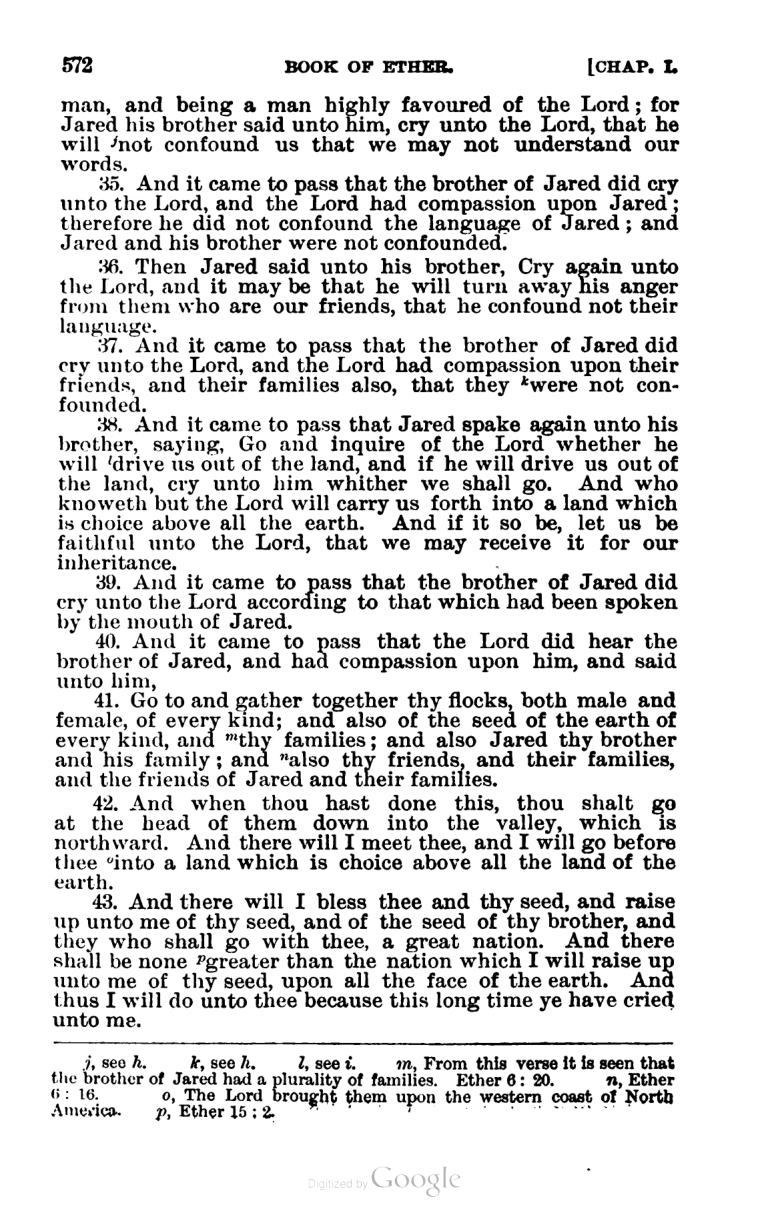 572 BOOK OF ETHER. [CHAP. I.
man, and being a man highly favoured of the Lord; for
Jared his brother said unto him, cry unto the Lord, that he
will jnot confound us that we may not understand our
words.
35. And it came to pass that the brother of Jared did cry
unto the Lord, and the Lord had compassion upon Jared;
therefore he did not confound the language of Jared; and
Jared and his brother were not confounded.
36. Then Jared said unto his brother, Cry again unto
the Lord, and it may be that he will turn away his anger
from them who are our friends, that he confound not their
language.
37. And it came to pass that the brother of Jared did
cry unto the Lord, and the Lord had compassion upon their
friends, and their families also, that they kwere not con-
founded.
38. And it came to pass that Jared spake again unto his
brother, saying, Go and inquire of the Lord whether he
will ldrive us out of the land, and if he will drive us out of
the land, cry unto him whither we shall go. And who
knoweth but the Lord will carry us forth into a land which
is choice above all the earth. And if it so be, let us be
faithful unto the Lord, that we may receive it for our
inheritance.
39. And it came to pass that the brother of Jared did
cry unto the Lord according to that which had been spoken
by the mouth of Jared.
40. And it came to pass that the Lord did hear the
brother of Jared, and had compassion upon him, and said
unto him,
41. Go to and gather together thy flocks, both male and
female, of every kind; and also of the seed of the earth of
every kind, and mthy families; and also Jared thy brother
and his family; and nalso thy friends, and their families,
and the friends of Jared and their families.
42. And when thou hast done this, thou shalt go
at the head of them down into the valley, which is
northward. And there will I meet thee, and I will go before
thee ointo a land which is choice above all the land of the
earth.
43. And there will I bless thee and thy seed, and raise
up unto me of thy seed, and of the seed of thy brother, and
they who shall go with thee, a great nation. And there
shall be none pgreater than the nation which I will raise up
unto me of thy seed, upon all the face of the earth. And
thus I will do unto thee because this long time ye have cried
unto me.
j, see h. k, see h. l, see i. m, From this verse it is seen that
the brother of Jared had a plurality of families. Ether 6: 20. n, Ether
6: 16. o, The Lord brought them upon the western coast of North
America. p, Ether 15: 2.
Digitized by Google